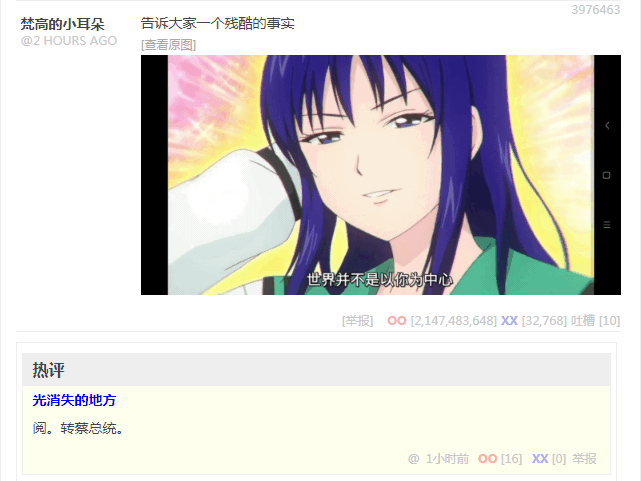 3976463
梵高的小耳朵
@2 HOURS AGO
告诉大家一个残酷的事实
[查看原图]
世界并不是以你为中心
[举报] OO [2,147,483,648] XX [32,768] 吐槽 [10]
热评
光消失的地方
阅。转蔡总统。
@ 1小时前 OO [16] XX [0] 举报